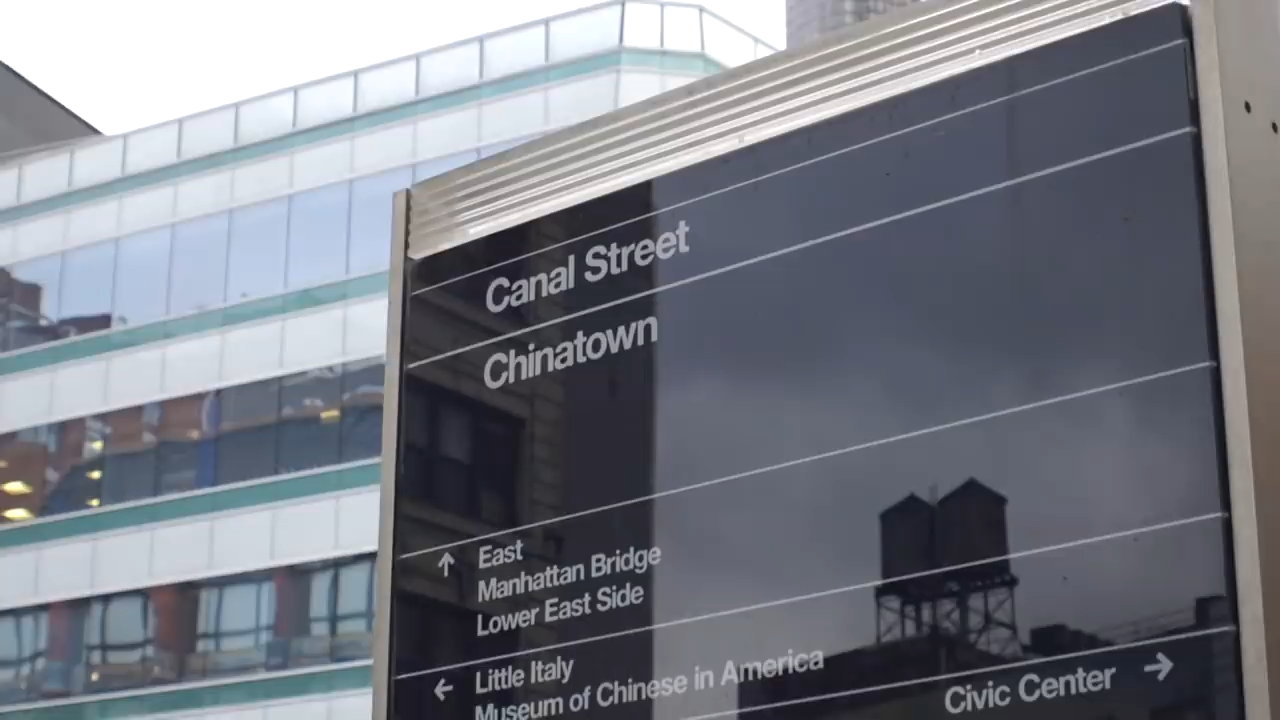 Canal Street
Chinatown
↑ East
Manhattan Bridge
Lower East Side
← Little Italy
Museum of Chinese in America
Civic Center →